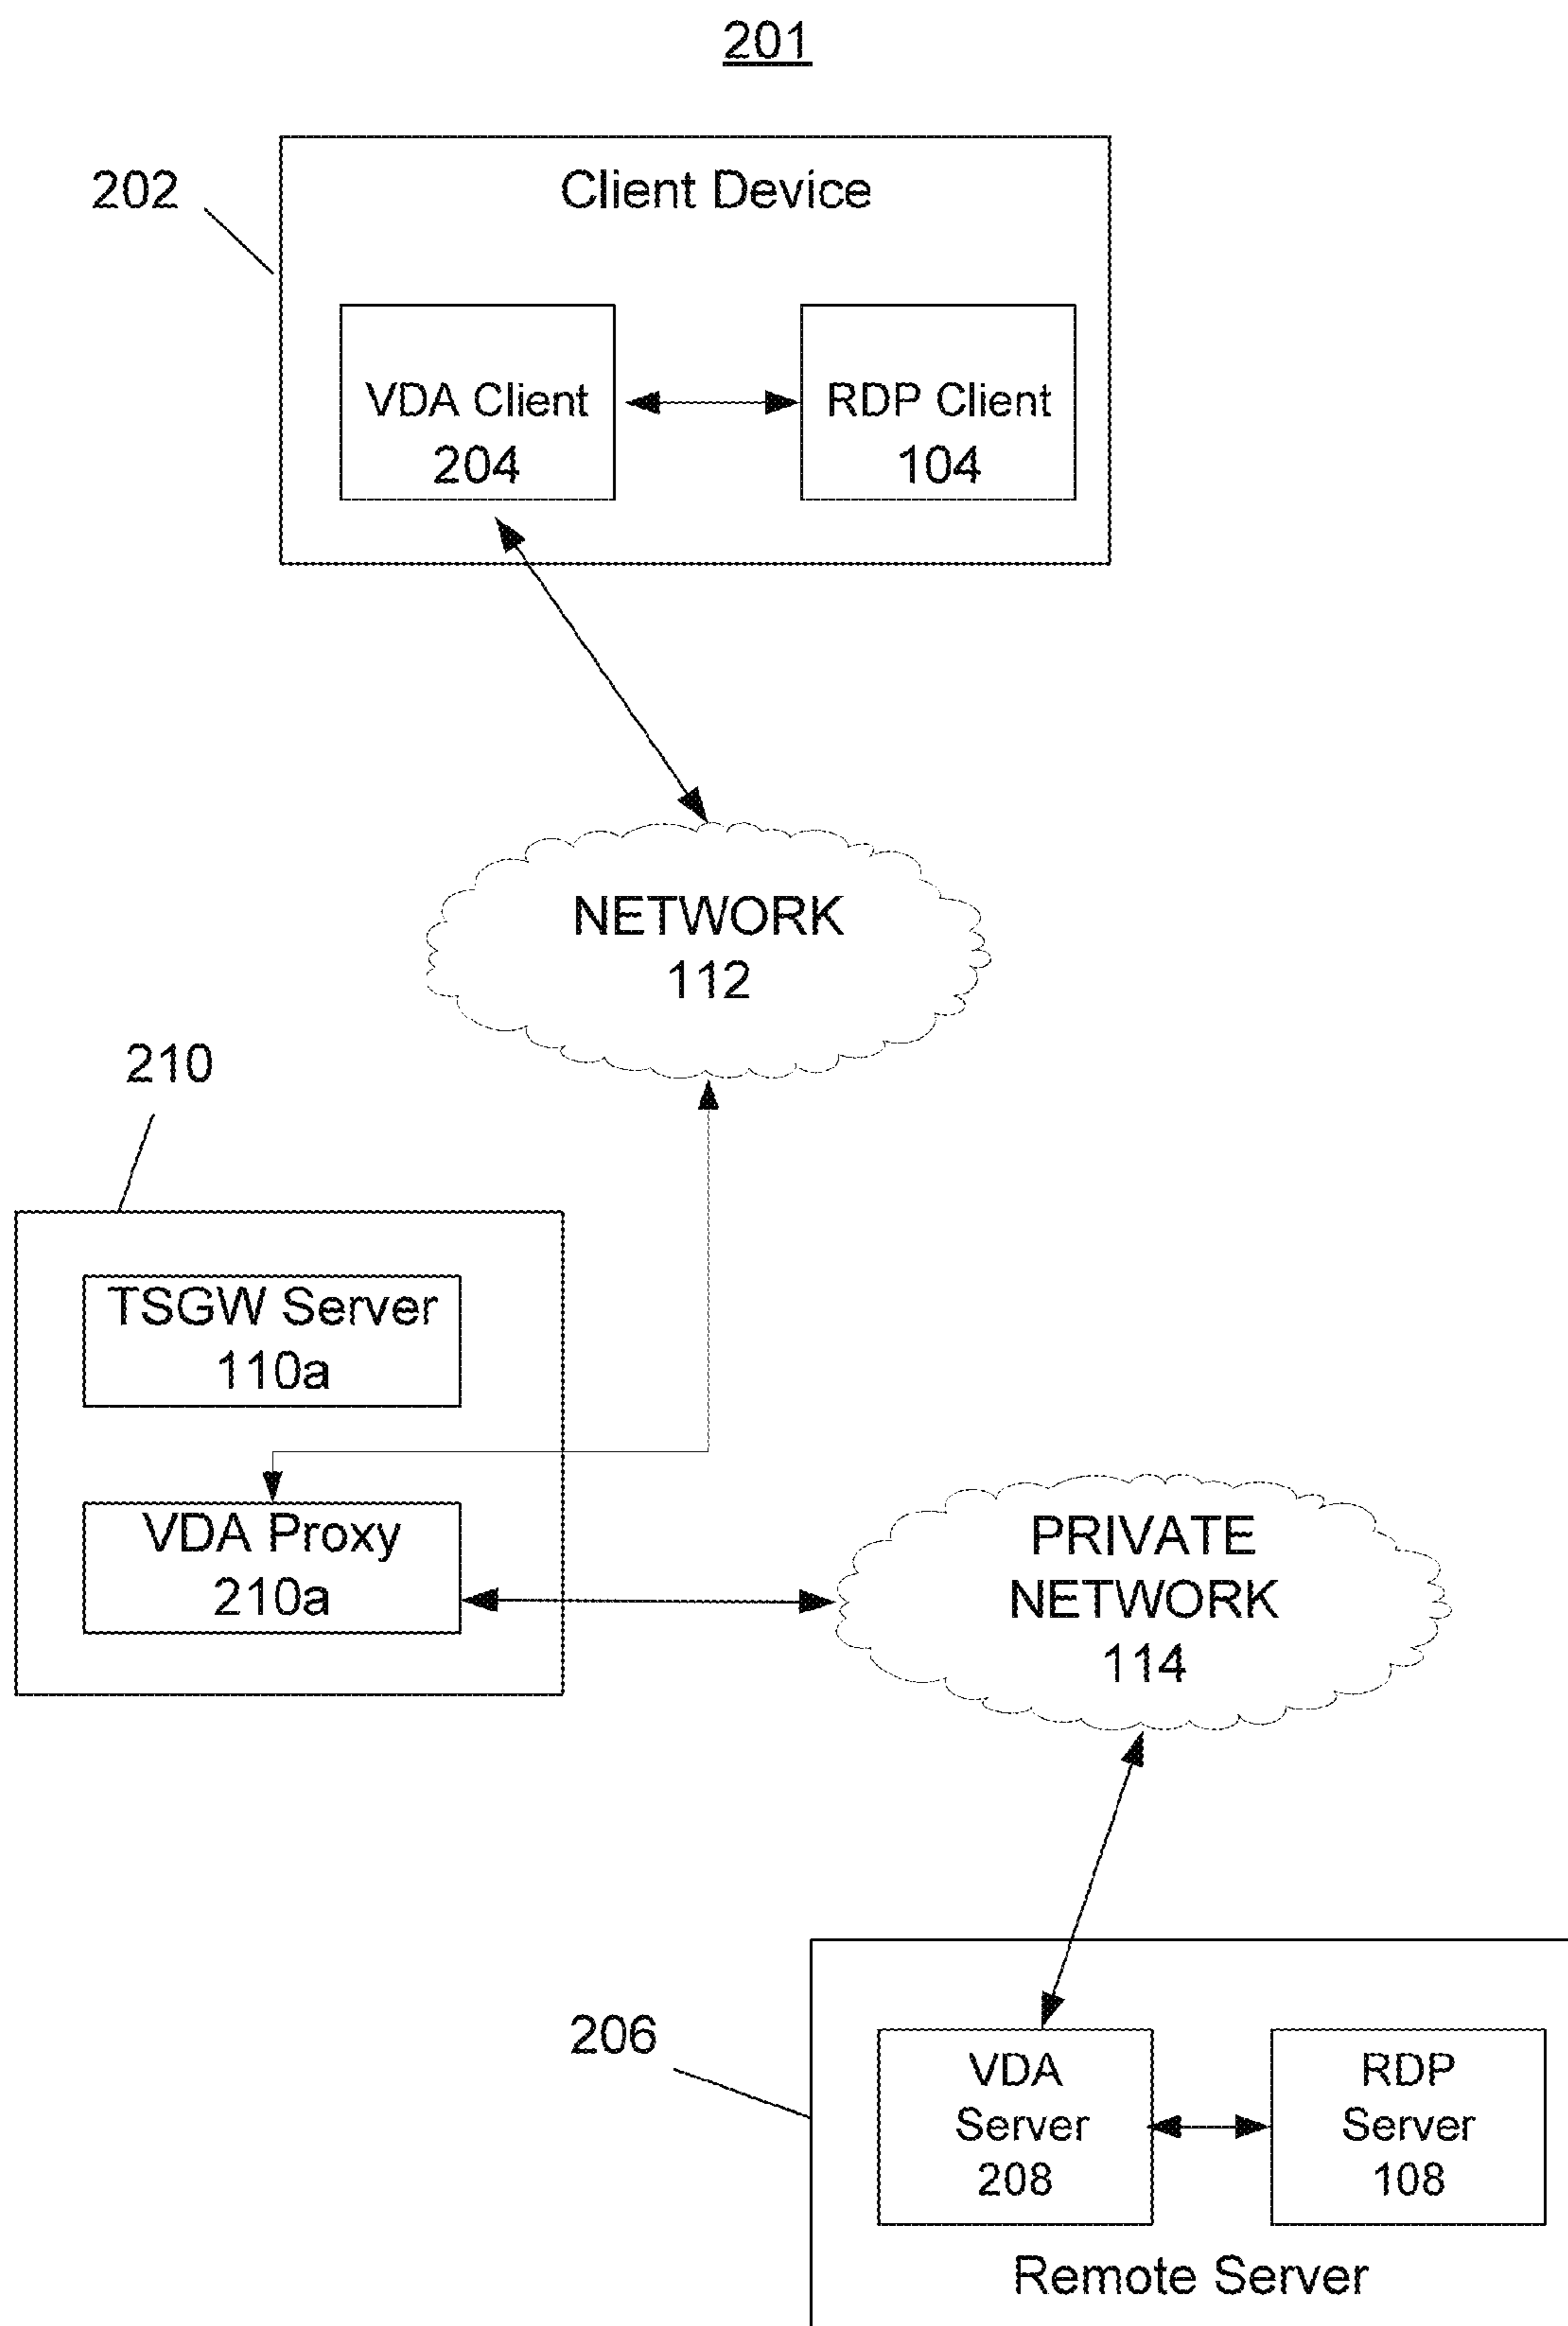 201
202
Client Device
VDA Client
204
RDP Client
104
NETWORK
112
210
TSGW Server
110a
VDA Proxy
210a
PRIVATE
NETWORK
114
206
VDA
Server
208
RDP
Server
108
Remote Server